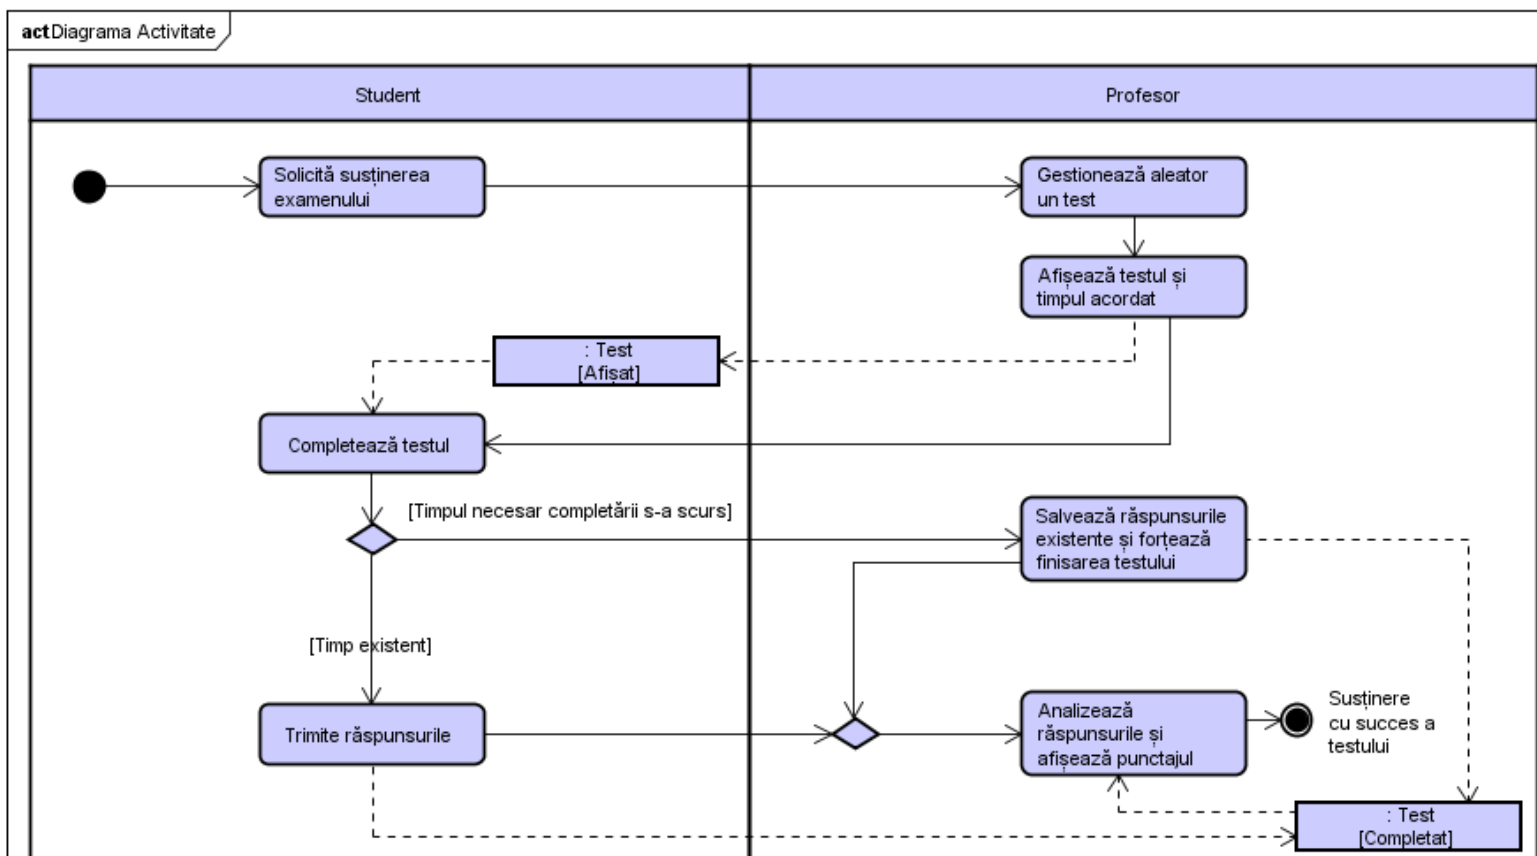 act Diagrama Activitate
Student
Profesor
Solicită susținerea
examenului
Gestionează aleator
un test
Afișează testul și
timpul acordat
: Test
[Afișat]
Completează testul
[Timpul necesar completării s-a scurs]
Salvează răspunsurile
existente și forțează
finisarea testului
[Timp existent]
Trimite răspunsurile
Analizează
răspunsurile și
afișează punctajul
Susținere
cu succes a
testului
: Test
[Completat]